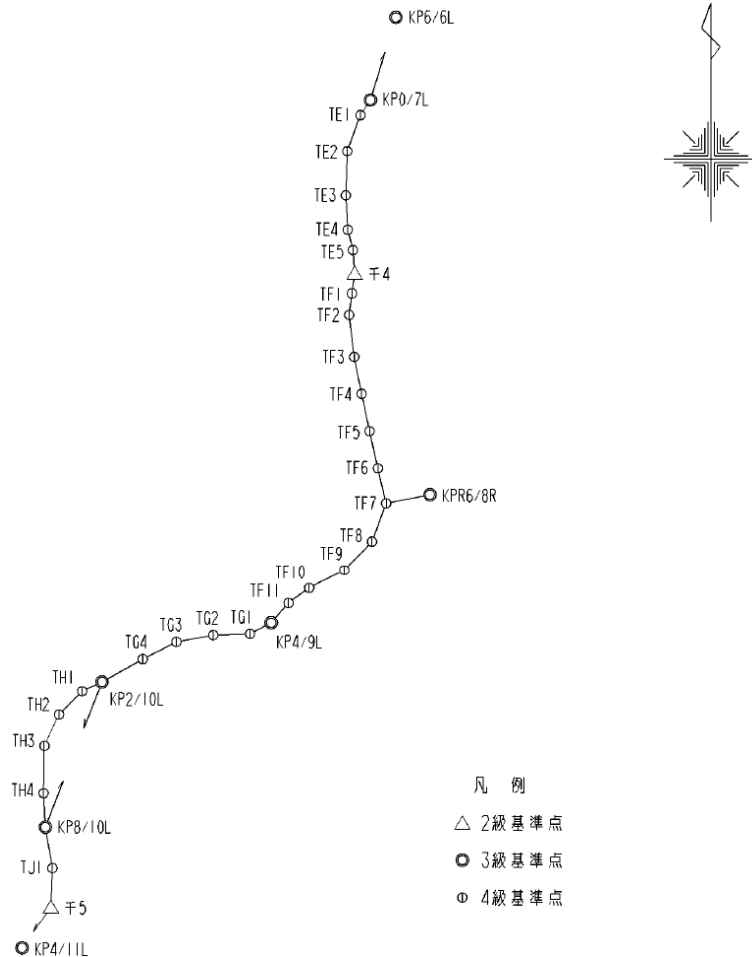 KP6/6L
KP0/7L
TE1
TE2
TE3
TE4
TE5
千4
TF1
TF2
TF3
TF4
TF5
TF6
KPR6/8R
TF7
TF8
TF9
TF10
TF11
TG1
TG2
TG3
KP4/9L
TG4
TH1
KP2/10L
TH2
TH3
TH4
KP8/10L
TJ1
千5
KP4/11L
凡 例
2級基準点
3級基準点
4級基準点